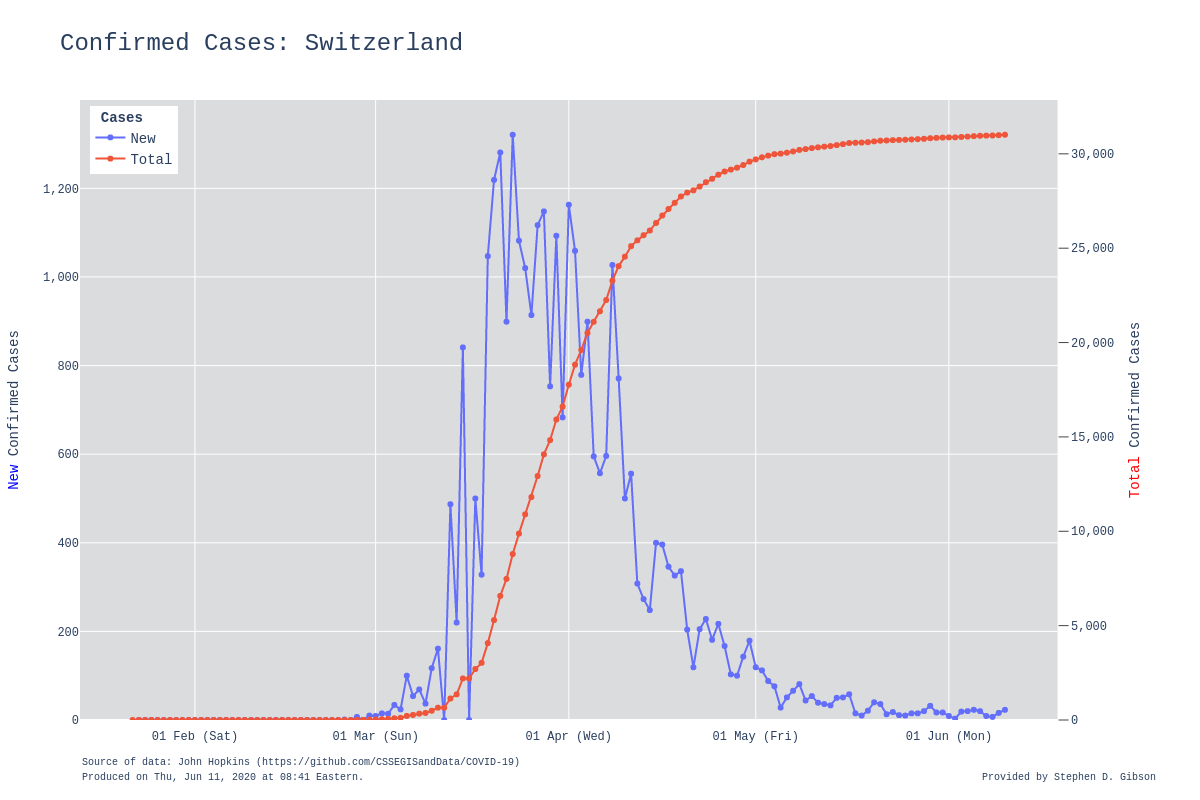 Confirmed Cases: Switzerland
Cases
New
Total
1,200
1,000
800
600
400
200
0
30,000
25,000
20,000
15,000
10,000
5,000
0
New Confirmed Cases
Total Confirmed Cases
01 Feb (Sat)
01 Mar (Sun)
01 Apr (Wed)
01 May (Fri)
01 Jun (Mon)
Source of data: John Hopkins (https://github.com/CSSEGISandData/COVID-19)
Produced on Thu, Jun 11, 2020 at 08:41 Eastern.
Provided by Stephen D. Gibson